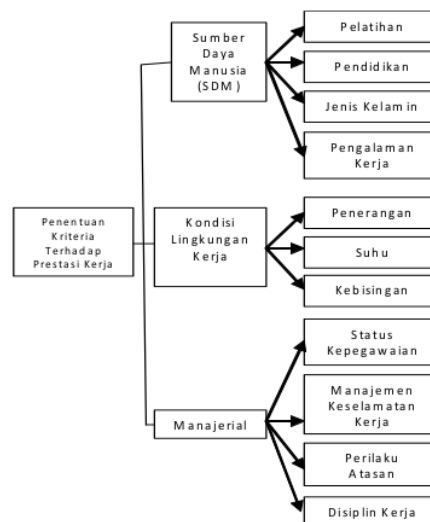 Penentuan
Kriteria
Terhadap
Prestasi Kerja
Sumber
Daya
Manusia
(SDM)
Pelatihan
Pendidikan
Jenis Kelamin
Pengalaman
Kerja
Kondisi
Lingkungan
Kerja
Penerangan
Suhu
Kebisingan
Manajerial
Status
Kepegawaian
Manajemen
Keselamatan
Kerja
Perilaku
Atasan
Disiplin Kerja